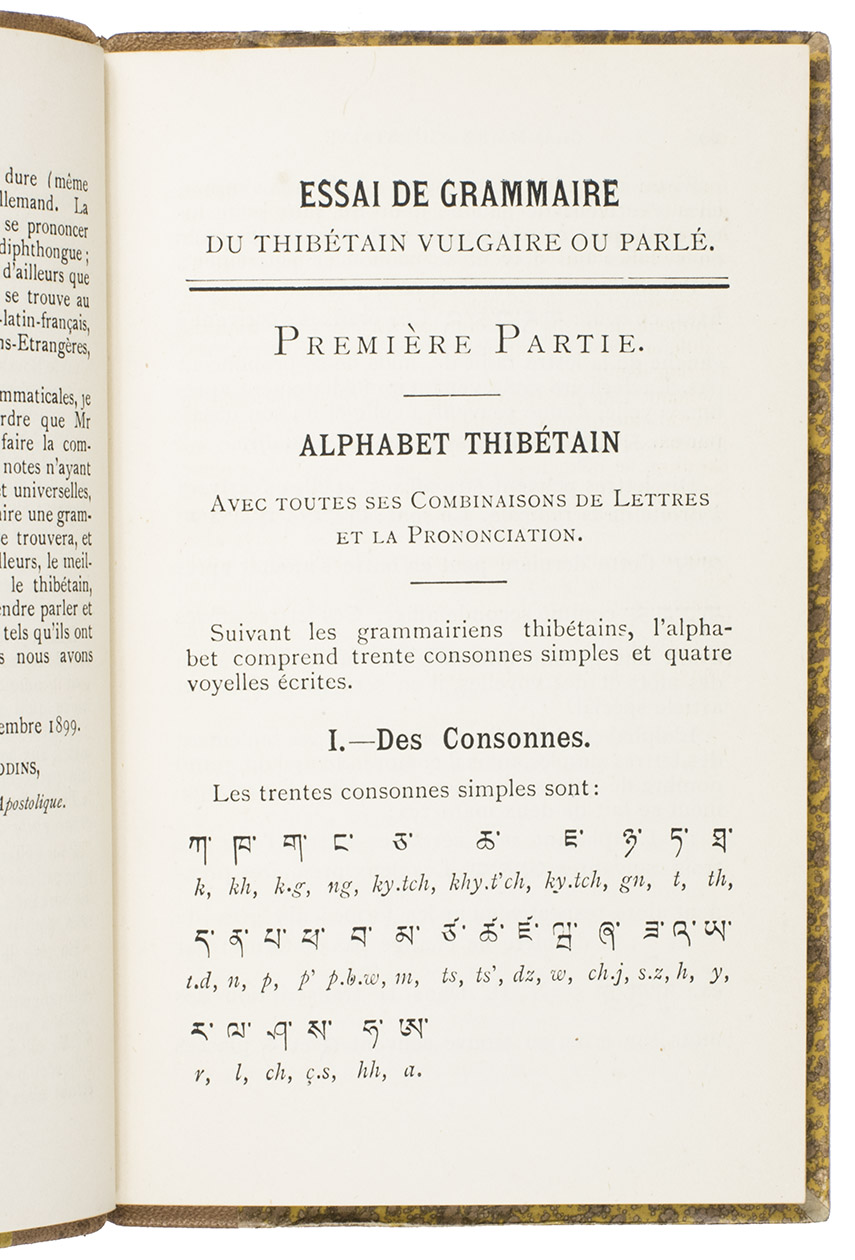 dure (même
llemand. La
se prononcer
diphthongue ;
d'ailleurs que
se trouve au
-latin-français,
ns-Etrangères,
mmaticales, je
rdre que Mr
faire la com-
notes n'ayant
et universelles,
ire une gram-
e trouvera, et
lleurs, le meil-
le thibétain,
endre parler et
tels qu'ils ont
s nous avons
embre 1899.
ODINS,
Apostolique.
ESSAI DE GRAMMAIRE
DU THIBÉTAIN VULGAIRE OU PARLÉ.
PREMIÈRE PARTIE.
ALPHABET THIBÉTAIN
AVEC TOUTES SES COMBINAISONS DE LETTRES
ET LA PRONONCIATION.
Suivant les grammairiens thibétains, l'alpha-
bet comprend trente consonnes simples et quatre
voyelles écrites.
I.—Des Consonnes.
Les trentes consonnes simples sont :
ཀ་ ཁ་ ག་ ང་ ཅ་ ཆ་ ཇ་ ཉ་ ཏ་ ཐ་
k, kh, k.g, ng, ky.tch, khy.t'ch, ky.tch, gn, t, th,
ད་ ན་ པ་ ཕ་ བ་ མ་ ཙ་ ཚ་ ཛ་ ཝ་ ཞ་ ཟ་ འ་ ཡ་
t.d, n, p, p' p.b.w, m, ts, ts', dz, w, ch.j, s.z, h, y,
ར་ ལ་ ཤ་ ས་ ཧ་ ཨ་
r, l, ch, ç.s, hh, a.